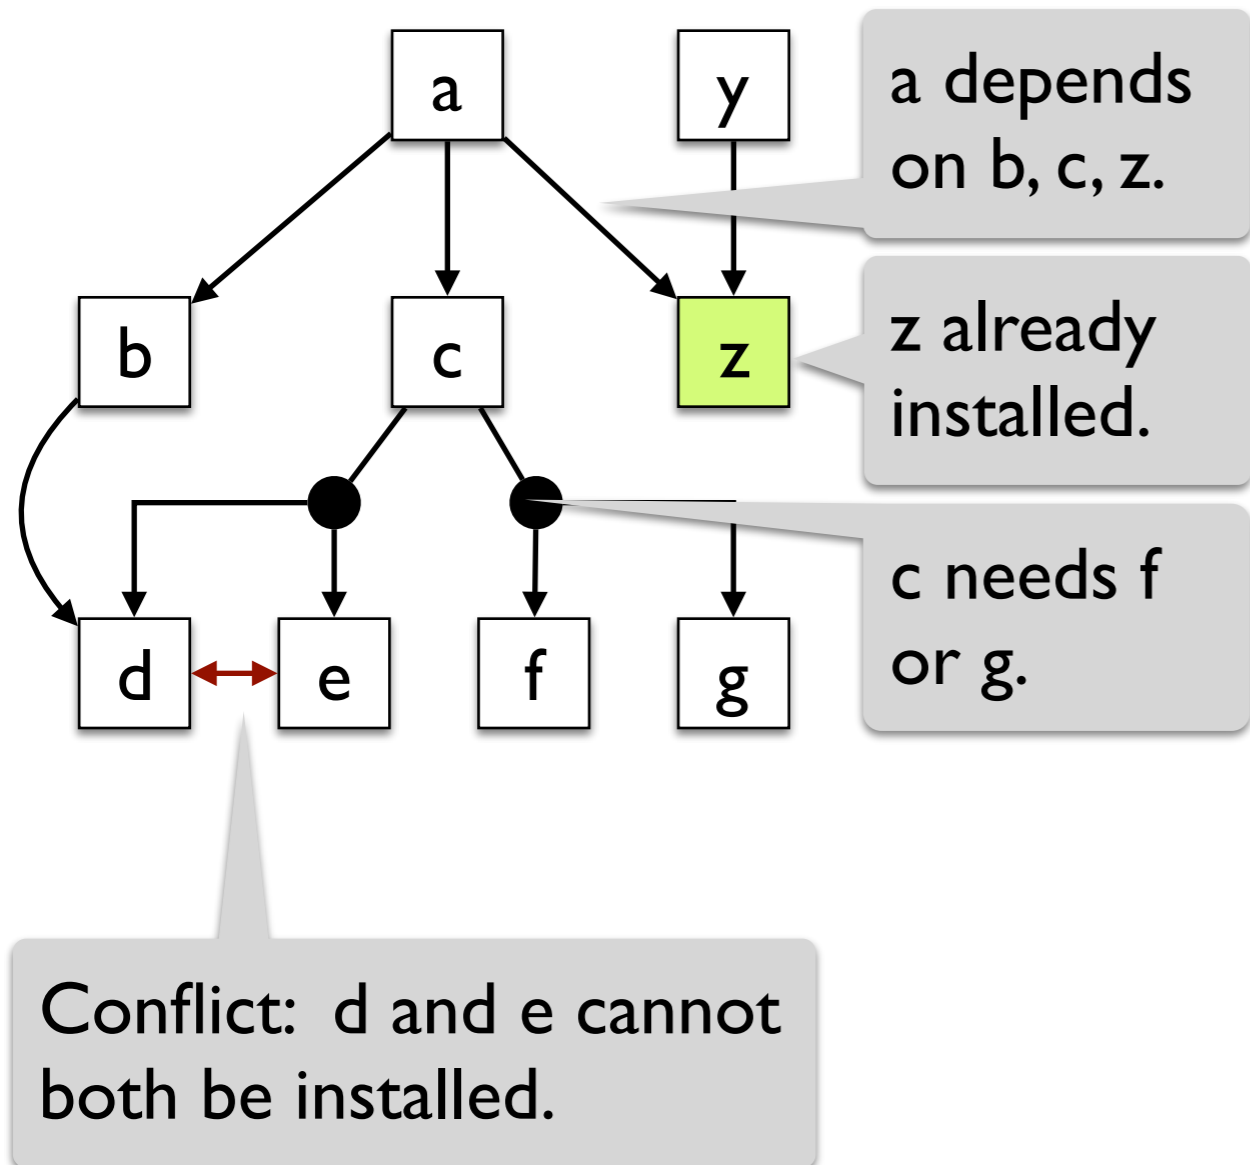 a
y
a depends
on b, c, z.
b
c
z
z already
installed.
c needs f
or g.
d
e
f
g
Conflict: d and e cannot
both be installed.